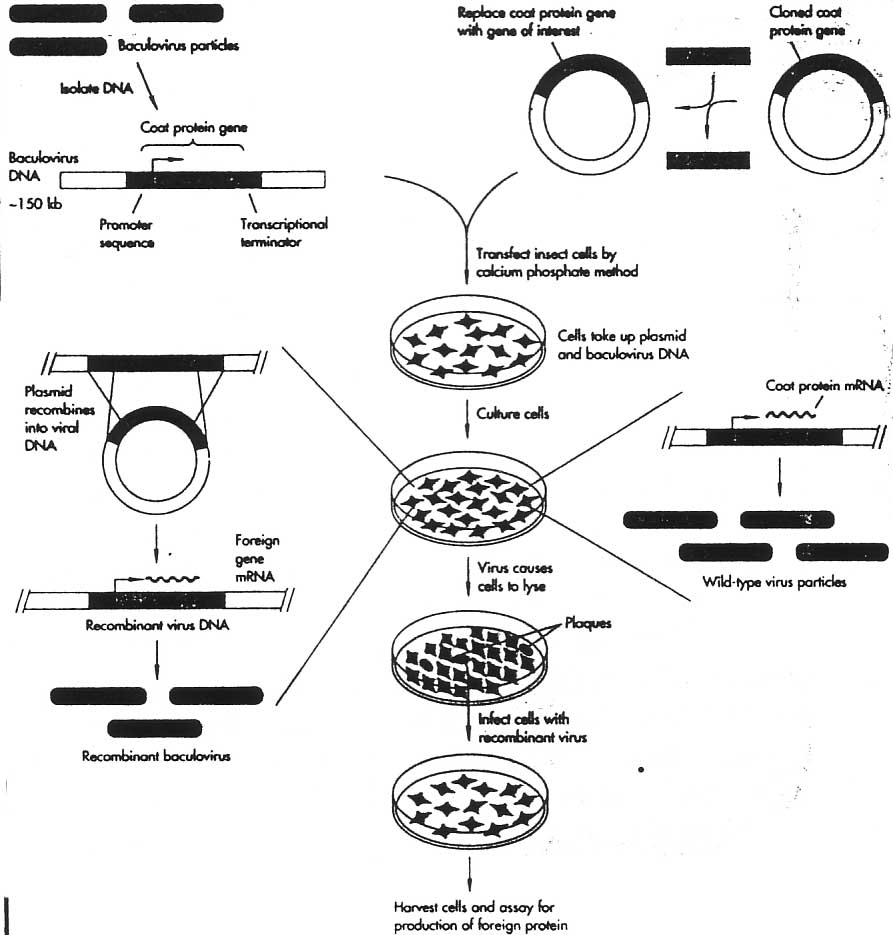 Baculovirus particles
Isolate DNA
Coat protein gene
Baculovirus
DNA
~150 kb
Promoter
sequence
Transcriptional
terminator
Replace coat protein gene
with gene of interest
Cloned coat
protein gene
Transfect insect cells by
calcium phosphate method
Cells take up plasmid
and baculovirus DNA
Culture cells
Plasmid
recombines
into viral
DNA
Foreign
gene
mRNA
Recombinant virus DNA
Recombinant baculovirus
Coat protein mRNA
Wild-type virus particles
Virus causes
cells to lyse
Plaques
Infect cells with
recombinant virus
Harvest cells and assay for
production of foreign protein